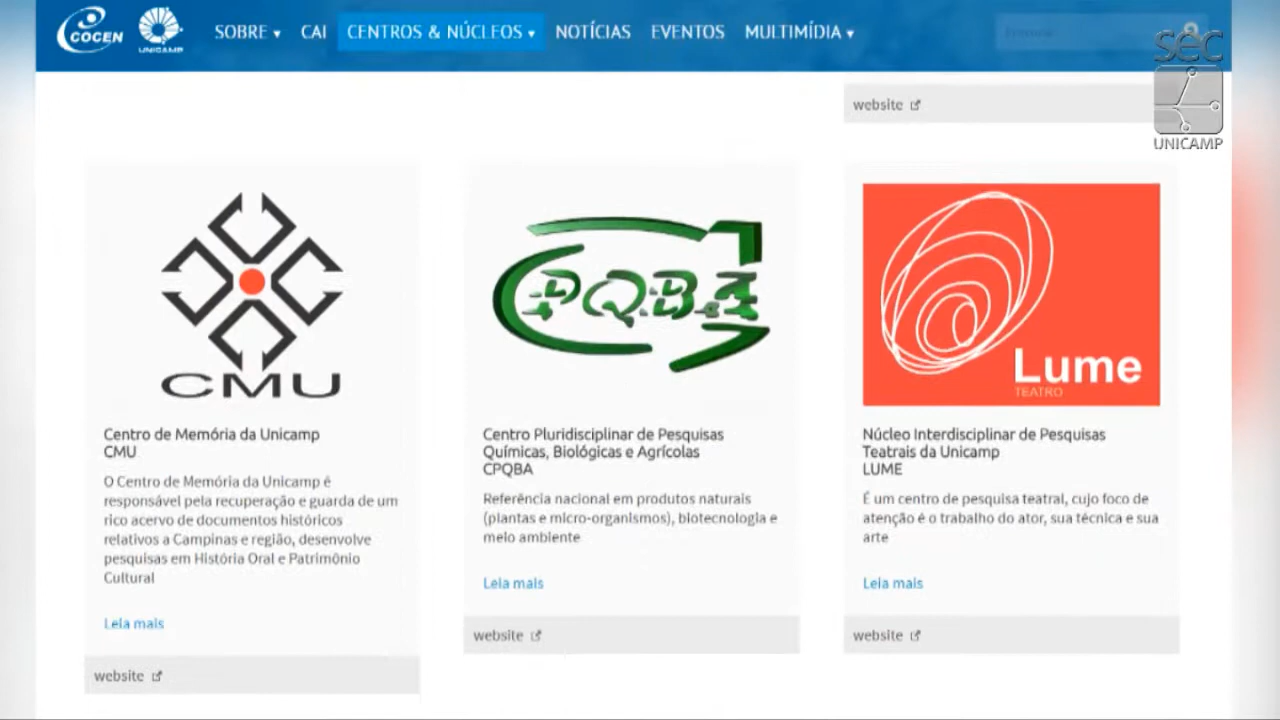 COCEN
UNICAMP
SOBRE
CAI
CENTROS & NÚCLEOS
NOTÍCIAS
EVENTOS
MULTIMÍDIA
sec
UNICAMP
website
CMU
Centro de Memória da Unicamp
CMU
O Centro de Memória da Unicamp é
responsável pela recuperação e guarda de um
rico acervo de documentos históricos
relativos a Campinas e região, desenvolve
pesquisas em História Oral e Patrimônio
Cultural
Leia mais
website
CPQBA
Centro Pluridisciplinar de Pesquisas
Químicas, Biológicas e Agrícolas
CPQBA
Referência nacional em produtos naturais
(plantas e micro-organismos), biotecnologia e
meio ambiente
Leia mais
website
Lume
TEATRO
Núcleo Interdisciplinar de Pesquisas
Teatrais da Unicamp
LUME
É um centro de pesquisa teatral, cujo foco de
atenção é o trabalho do ator, sua técnica e sua
arte
Leia mais
website